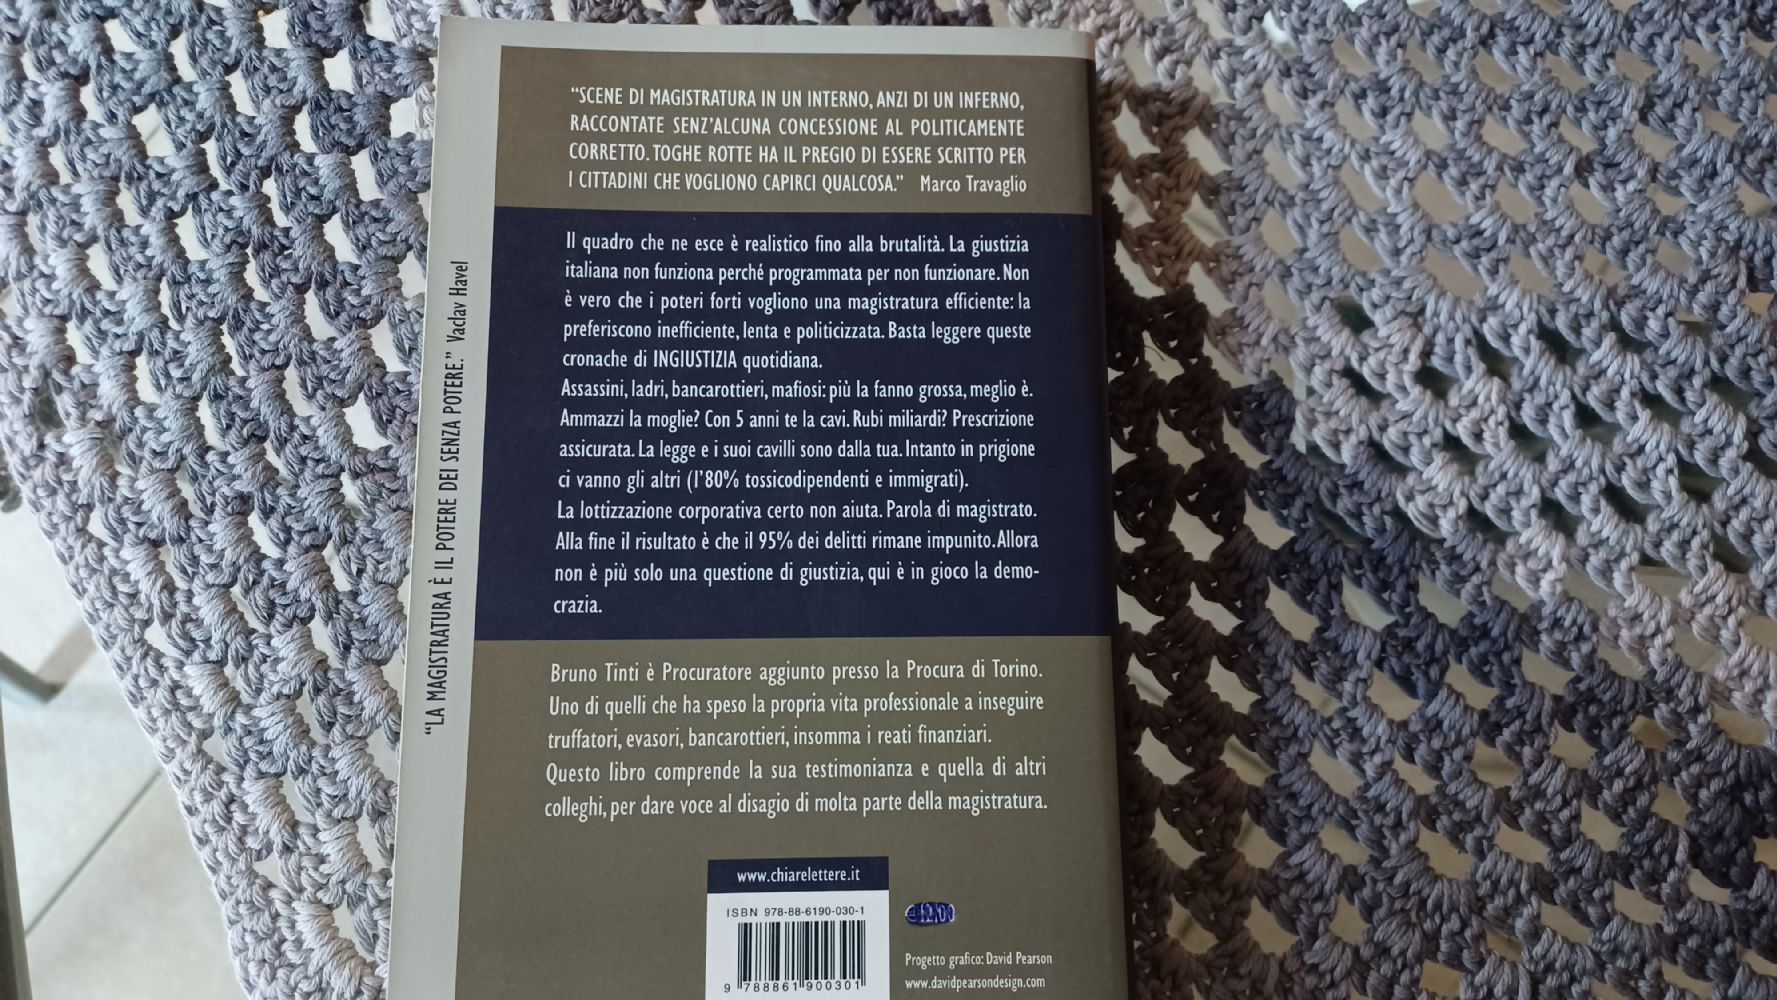 “SCENE DI MAGISTRATURA IN UN INTERNO, ANZI DI UN INFERNO,
RACCONTATE SENZ’ALCUNA CONCESSIONE AL POLITICAMENTE
CORRETTO. TOGHE ROTTE HA IL PREGIO DI ESSERE SCRITTO PER
I CITTADINI CHE VOGLIONO CAPIRCI QUALCOSA.” Marco Travaglio
Il quadro che ne esce è realistico fino alla brutalità. La giustizia
italiana non funziona perché programmata per non funzionare. Non
è vero che i poteri forti vogliono una magistratura efficiente: la
preferiscono inefficiente, lenta e politicizzata. Basta leggere queste
cronache di INGIUSTIZIA quotidiana.
Assassini, ladri, bancarottieri, mafiosi: più la fanno grossa, meglio è.
Ammazzi la moglie? Con 5 anni te la cavi. Rubi miliardi? Prescrizione
assicurata. La legge e i suoi cavilli sono dalla tua. Intanto in prigione
ci vanno gli altri (l’80% tossicodipendenti e immigrati).
La lottizzazione corporativa certo non aiuta. Parola di magistrato.
Alla fine il risultato è che il 95% dei delitti rimane impunito. Allora
non è più solo una questione di giustizia, qui è in gioco la demo-
crazia.
Bruno Tinti è Procuratore aggiunto presso la Procura di Torino.
Uno di quelli che ha speso la propria vita professionale a inseguire
truffatori, evasori, bancarottieri, insomma i reati finanziari.
Questo libro comprende la sua testimonianza e quella di altri
colleghi, per dare voce al disagio di molta parte della magistratura.
www.chiarelettere.it
ISBN 978-88-6190-030-1
9 788861 900301
Progetto grafico: David Pearson
www.davidpearsondesign.com
“LA MAGISTRATURA È IL POTERE DEI SENZA POTERE.” Vaclav Havel